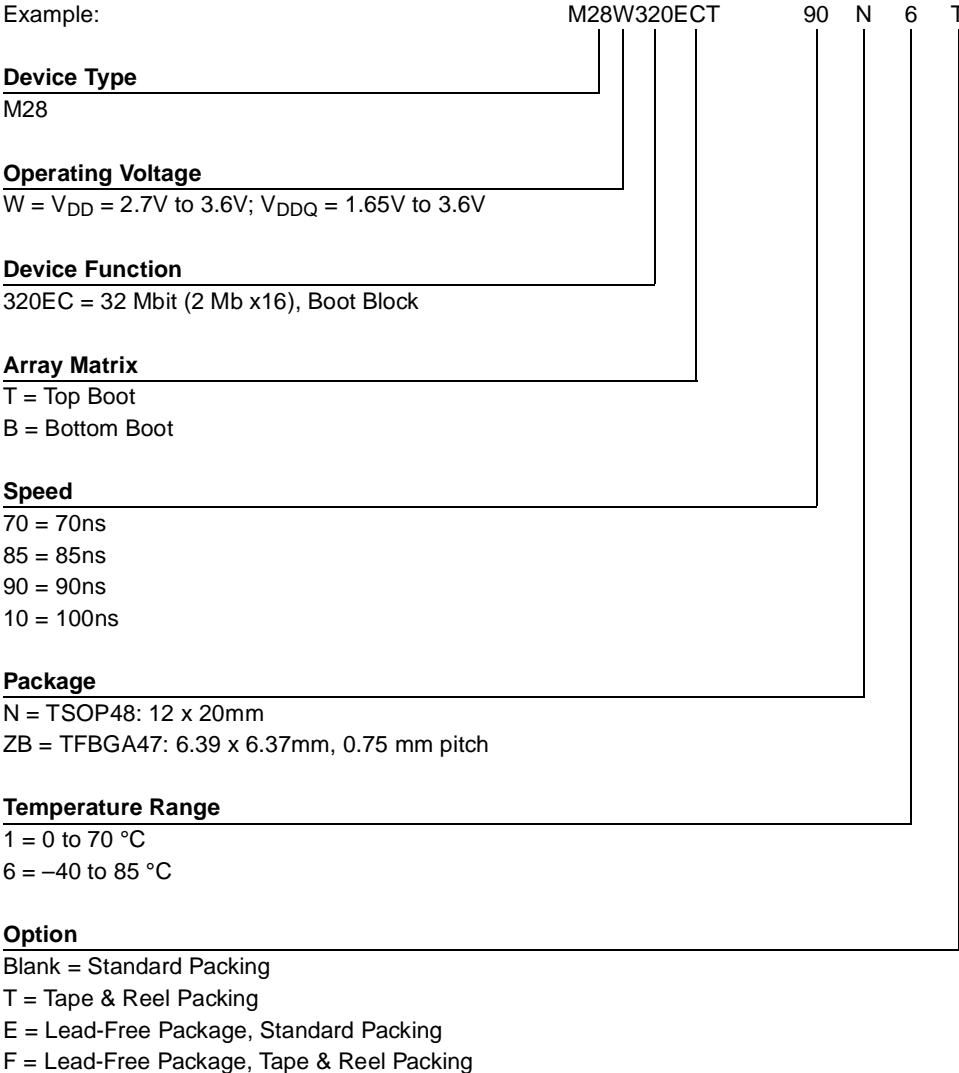 Example: M28W320ECT 90 N 6 T
Device Type
M28
Operating Voltage
W = VDD = 2.7V to 3.6V; VDDQ = 1.65V to 3.6V
Device Function
320EC = 32 Mbit (2 Mb x16), Boot Block
Array Matrix
T = Top Boot
B = Bottom Boot
Speed
70 = 70ns
85 = 85ns
90 = 90ns
10 = 100ns
Package
N = TSOP48: 12 x 20mm
ZB = TFBGA47: 6.39 x 6.37mm, 0.75 mm pitch
Temperature Range
1 = 0 to 70 °C
6 = –40 to 85 °C
Option
Blank = Standard Packing
T = Tape & Reel Packing
E = Lead-Free Package, Standard Packing
F = Lead-Free Package, Tape & Reel Packing